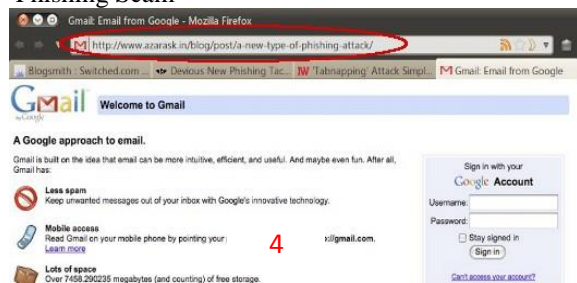 Phishing Scam
Gmail: Email from Google - Mozilla Firefox
http://www.azarask.in/blog/post/a-new-type-of-phishing-attack/
Blogsmith : Switched.com ... Devious New Phishing Tac... 'Tabnapping' Attack Simpl... Gmail: Email from Google
Gmail Welcome to Gmail
by Google
A Google approach to email.
Gmail is built on the idea that email can be more intuitive, efficient, and useful. And maybe even fun. After all,
Gmail has:
Less spam
Keep unwanted messages out of your inbox with Google's innovative technology.
Mobile access
Read Gmail on your mobile phone by pointing your ://gmail.com.
Learn more
4
Lots of space
Over 7458.290235 megabytes (and counting) of free storage.
Sign in with your
Google Account
Username:
Password:
Stay signed in
Sign in
Can't access your account?